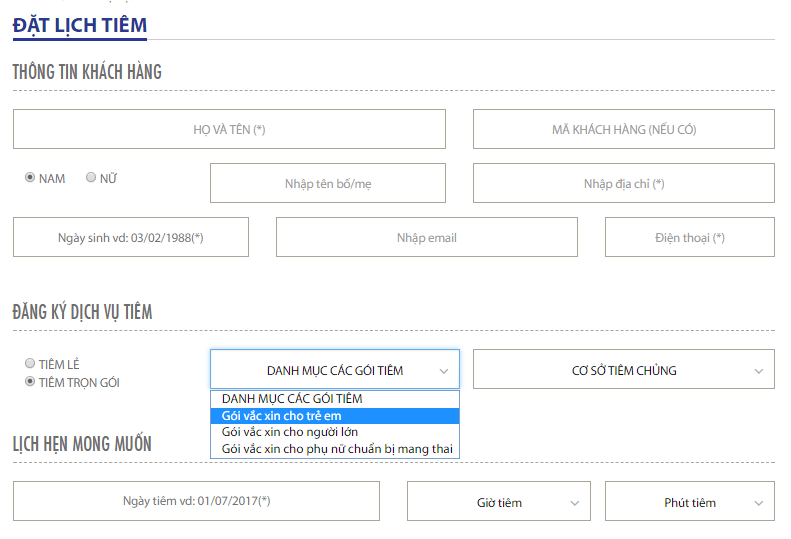 ĐẶT LỊCH TIÊM
THÔNG TIN KHÁCH HÀNG
HỌ VÀ TÊN (*)
MÃ KHÁCH HÀNG (NẾU CÓ)
NAM
NỮ
Nhập tên bố/mẹ
Nhập địa chỉ (*)
Ngày sinh vd: 03/02/1988(*)
Nhập email
Điện thoại (*)
ĐĂNG KÝ DỊCH VỤ TIÊM
TIÊM LẺ
TIÊM TRỌN GÓI
DANH MỤC CÁC GÓI TIÊM
CƠ SỞ TIÊM CHỦNG
DANH MỤC CÁC GÓI TIÊM
Gói vắc xin cho trẻ em
Gói vắc xin cho người lớn
Gói vắc xin cho phụ nữ chuẩn bị mang thai
LỊCH HẸN MONG MUỐN
Ngày tiêm vd: 01/07/2017(*)
Giờ tiêm
Phút tiêm